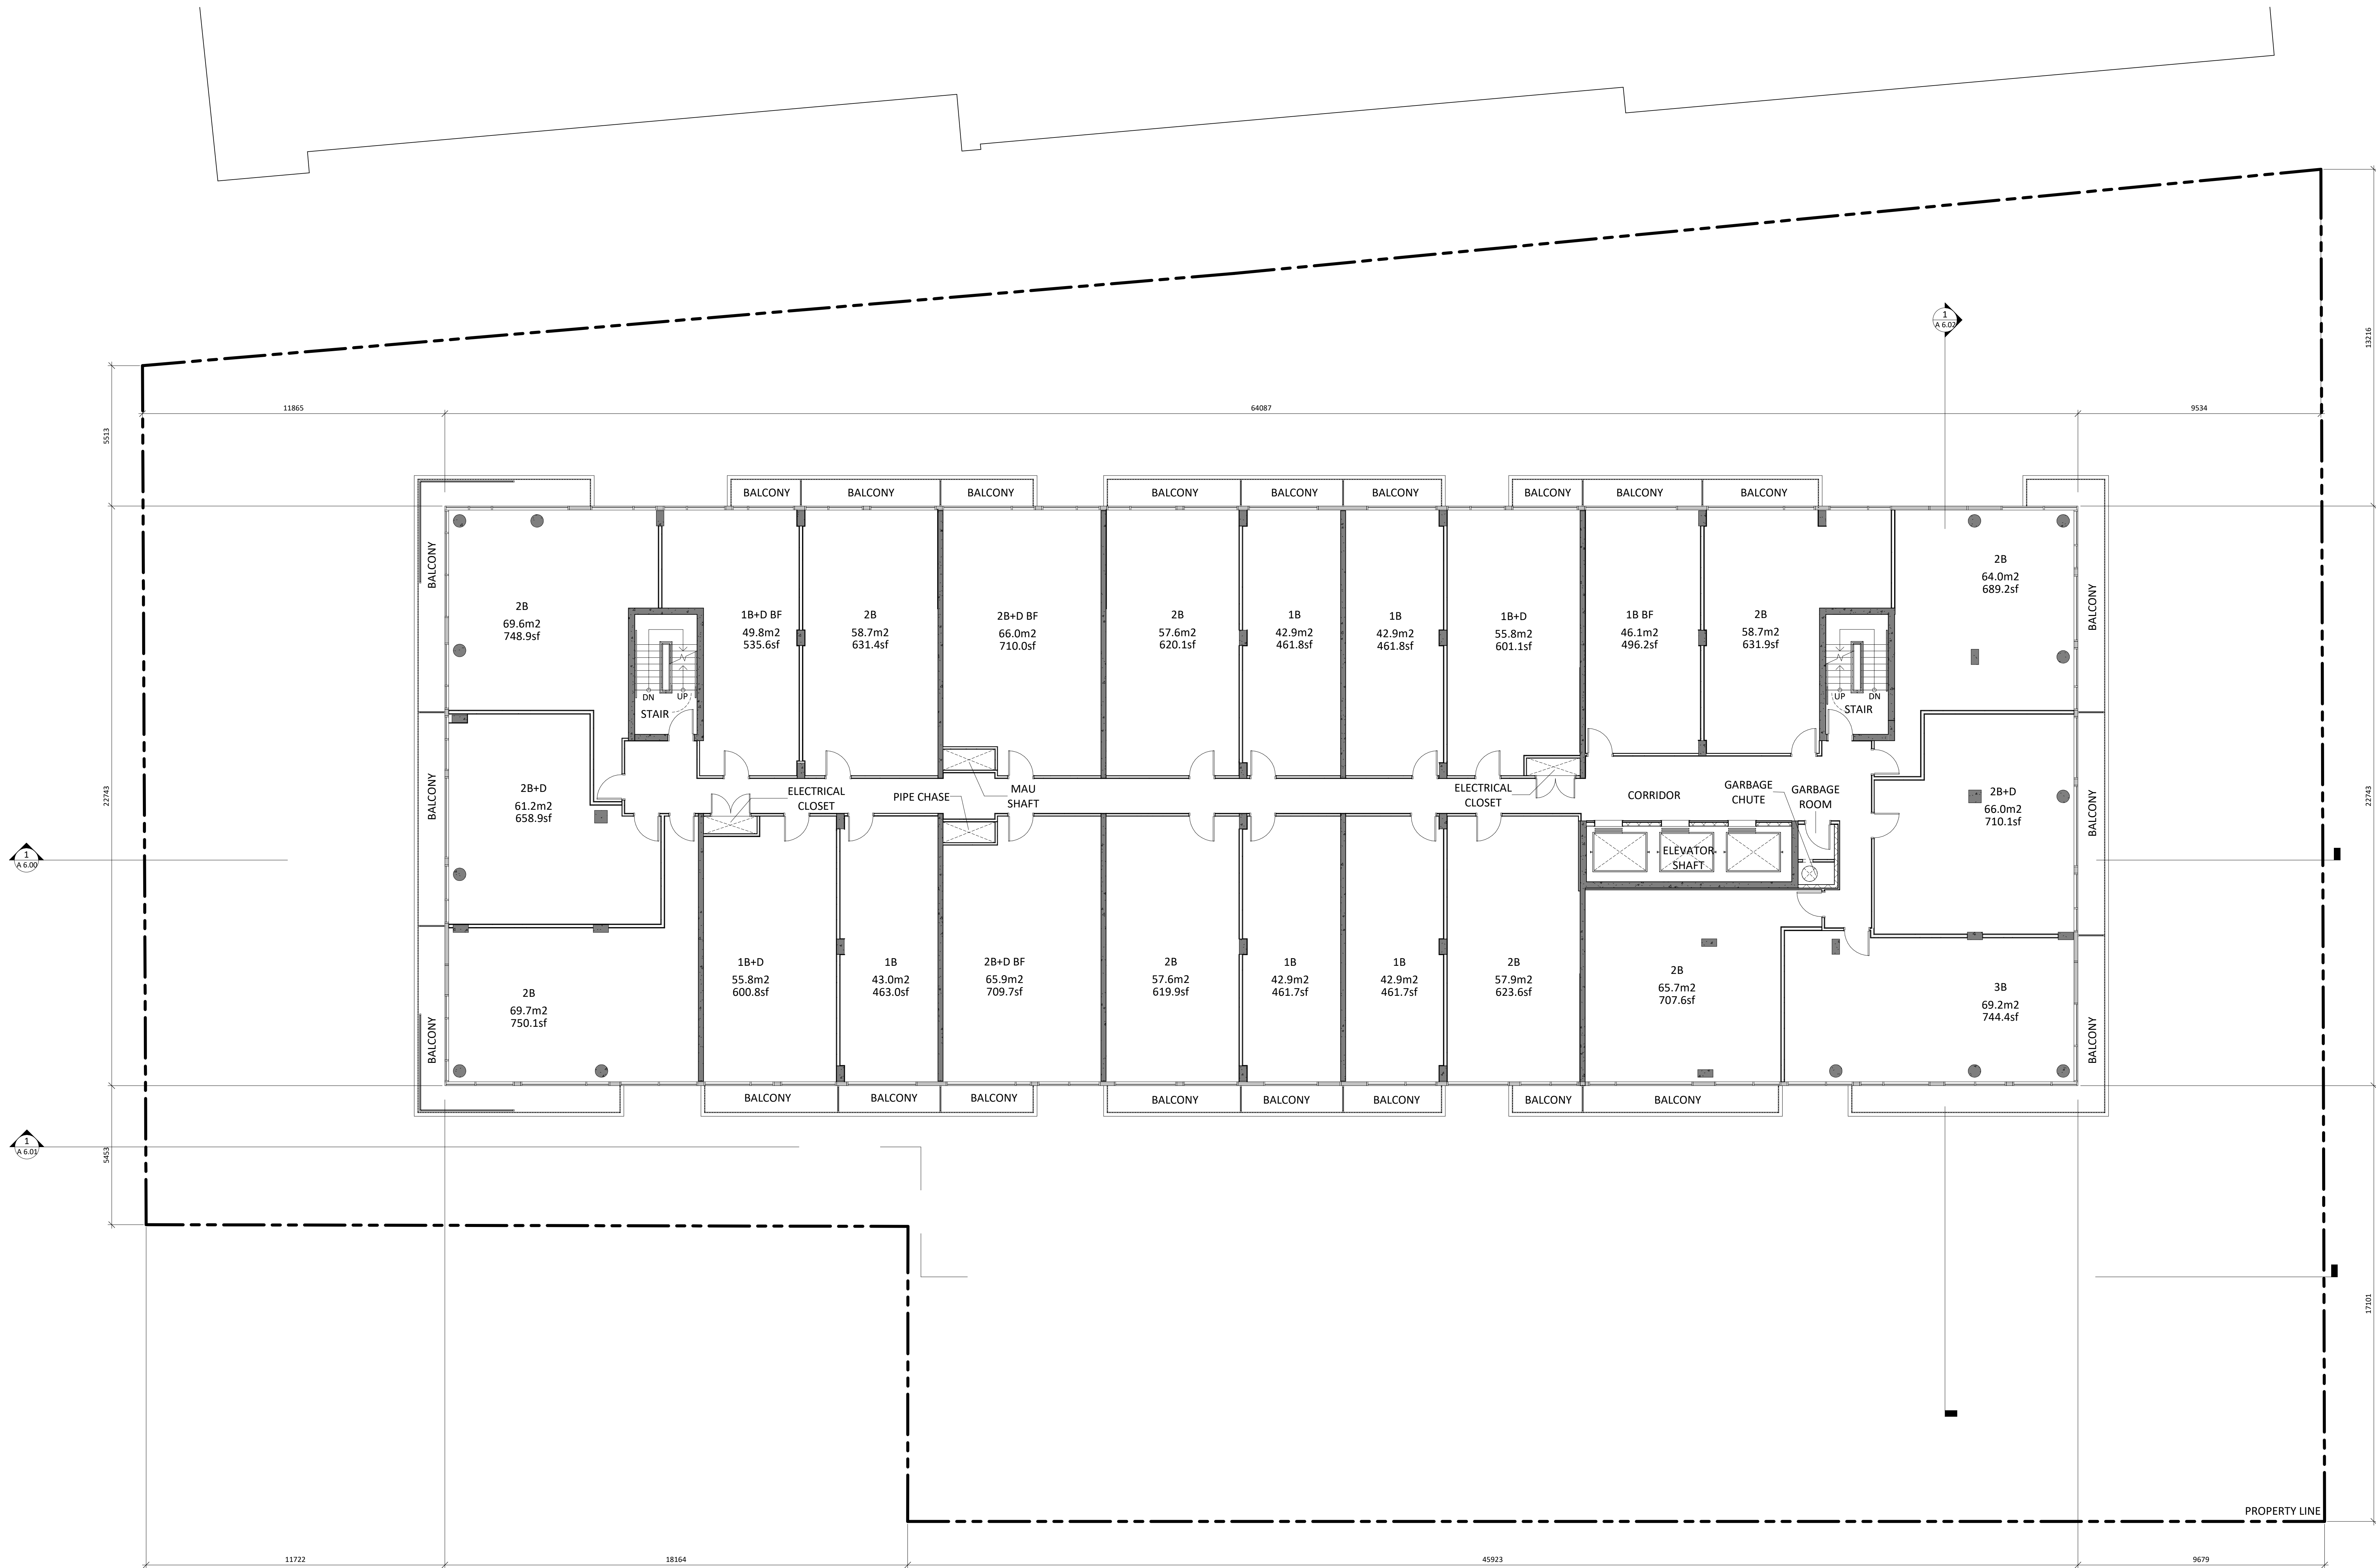 1
A 6.02
13216
11865
64087
9534
5513
BALCONY
BALCONY
BALCONY
BALCONY
BALCONY
BALCONY
BALCONY
BALCONY
BALCONY
BALCONY
BALCONY
2B
69.6m2
748.9sf
1B+D BF
49.8m2
535.6sf
2B
58.7m2
631.4sf
2B+D BF
66.0m2
710.0sf
2B
57.6m2
620.1sf
1B
42.9m2
461.8sf
1B
42.9m2
461.8sf
1B+D
55.8m2
601.1sf
1B BF
46.1m2
496.2sf
2B
58.7m2
631.9sf
2B
64.0m2
689.2sf
DN
UP
STAIR
UP
DN
STAIR
22743
BALCONY
2B+D
61.2m2
658.9sf
ELECTRICAL
CLOSET
PIPE CHASE
MAU
SHAFT
ELECTRICAL
CLOSET
CORRIDOR
GARBAGE
CHUTE
GARBAGE
ROOM
2B+D
66.0m2
710.1sf
BALCONY
22743
1
A 6.00
ELEVATOR
SHAFT
BALCONY
2B
69.7m2
750.1sf
1B+D
55.8m2
600.8sf
1B
43.0m2
463.0sf
2B+D BF
65.9m2
709.7sf
2B
57.6m2
619.9sf
1B
42.9m2
461.7sf
1B
42.9m2
461.7sf
2B
57.9m2
623.6sf
2B
65.7m2
707.6sf
3B
69.2m2
744.4sf
BALCONY
BALCONY
BALCONY
BALCONY
BALCONY
BALCONY
BALCONY
BALCONY
BALCONY
1
A 6.01
5453
17101
PROPERTY LINE
11722
18164
45923
9679